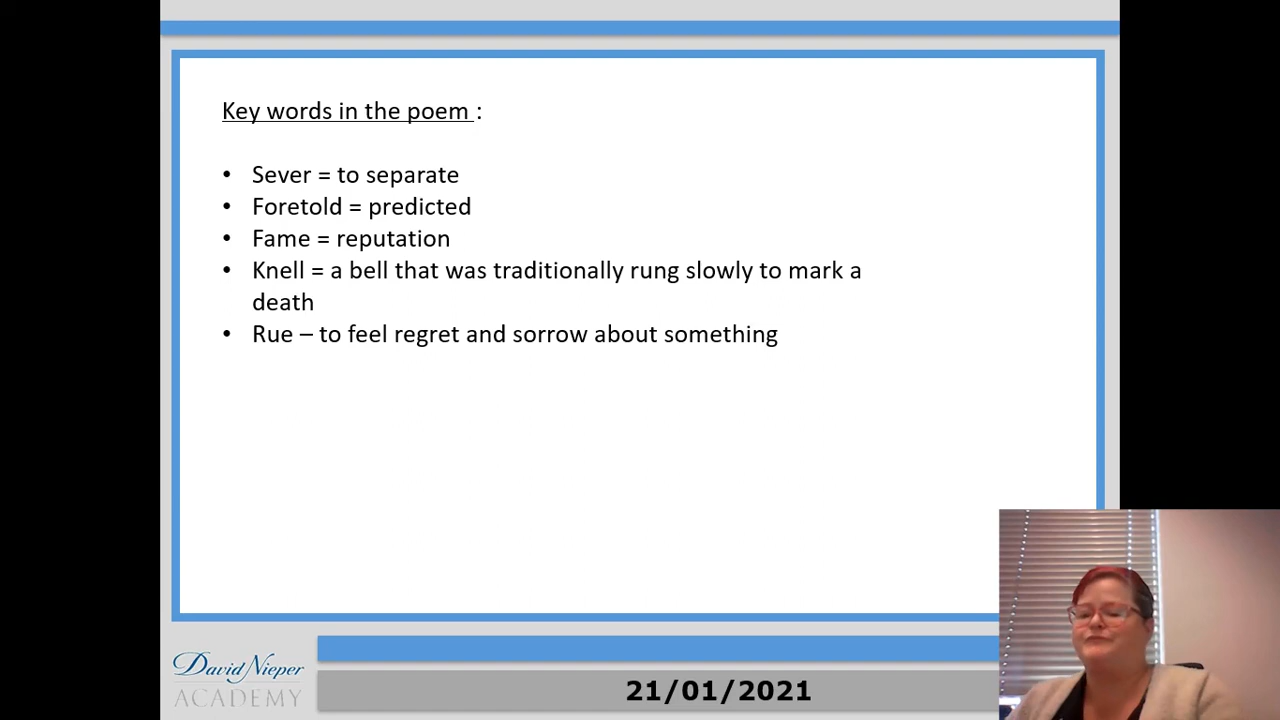 Key words in the poem :
• Sever = to separate
• Foretold = predicted
• Fame = reputation
• Knell = a bell that was traditionally rung slowly to mark a
death
• Rue – to feel regret and sorrow about something
David Nieper
ACADEMY
21/01/2021